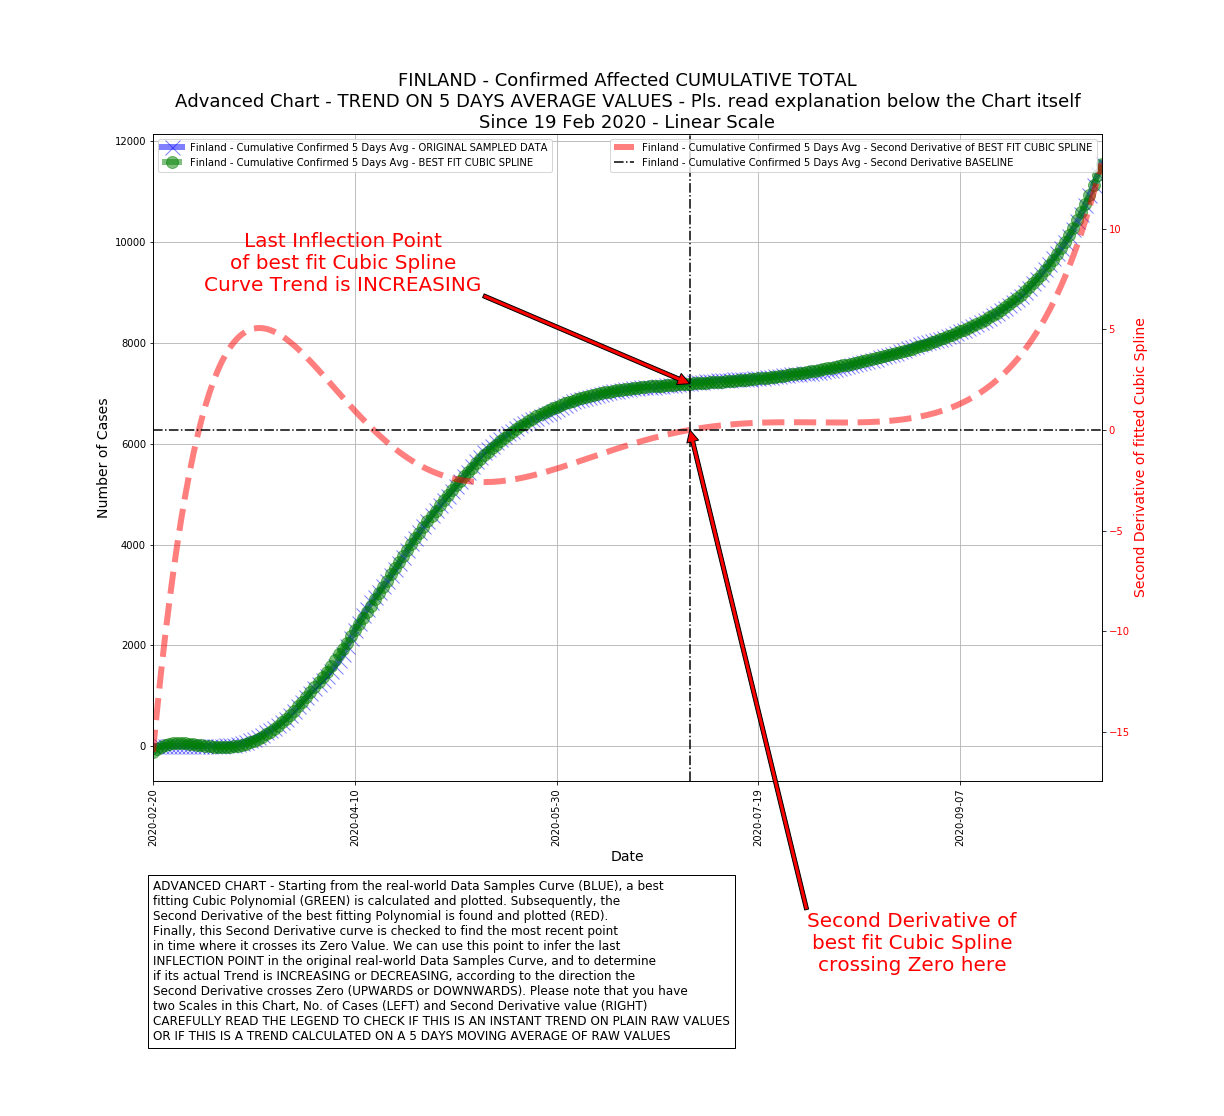 FINLAND - Confirmed Affected CUMULATIVE TOTAL
Advanced Chart - TREND ON 5 DAYS AVERAGE VALUES - Pls. read explanation below the Chart itself
Since 19 Feb 2020 - Linear Scale
Finland - Cumulative Confirmed 5 Days Avg - ORIGINAL SAMPLED DATA
Finland - Cumulative Confirmed 5 Days Avg - BEST FIT CUBIC SPLINE
Finland - Cumulative Confirmed 5 Days Avg - Second Derivative of BEST FIT CUBIC SPLINE
Finland - Cumulative Confirmed 5 Days Avg - Second Derivative BASELINE
Last Inflection Point
of best fit Cubic Spline
Curve Trend is INCREASING
Number of Cases
12000
10000
8000
6000
4000
2000
0
Second Derivative of fitted Cubic Spline
10
5
0
−5
−10
−15
2020-02-20
2020-04-10
2020-05-30
2020-07-19
2020-09-07
Date
Second Derivative of
best fit Cubic Spline
crossing Zero here
ADVANCED CHART - Starting from the real-world Data Samples Curve (BLUE), a best
fitting Cubic Polynomial (GREEN) is calculated and plotted. Subsequently, the
Second Derivative of the best fitting Polynomial is found and plotted (RED).
Finally, this Second Derivative curve is checked to find the most recent point
in time where it crosses its Zero Value. We can use this point to infer the last
INFLECTION POINT in the original real-world Data Samples Curve, and to determine
if its actual Trend is INCREASING or DECREASING, according to the direction the
Second Derivative crosses Zero (UPWARDS or DOWNWARDS). Please note that you have
two Scales in this Chart, No. of Cases (LEFT) and Second Derivative value (RIGHT)
CAREFULLY READ THE LEGEND TO CHECK IF THIS IS AN INSTANT TREND ON PLAIN RAW VALUES
OR IF THIS IS A TREND CALCULATED ON A 5 DAYS MOVING AVERAGE OF RAW VALUES